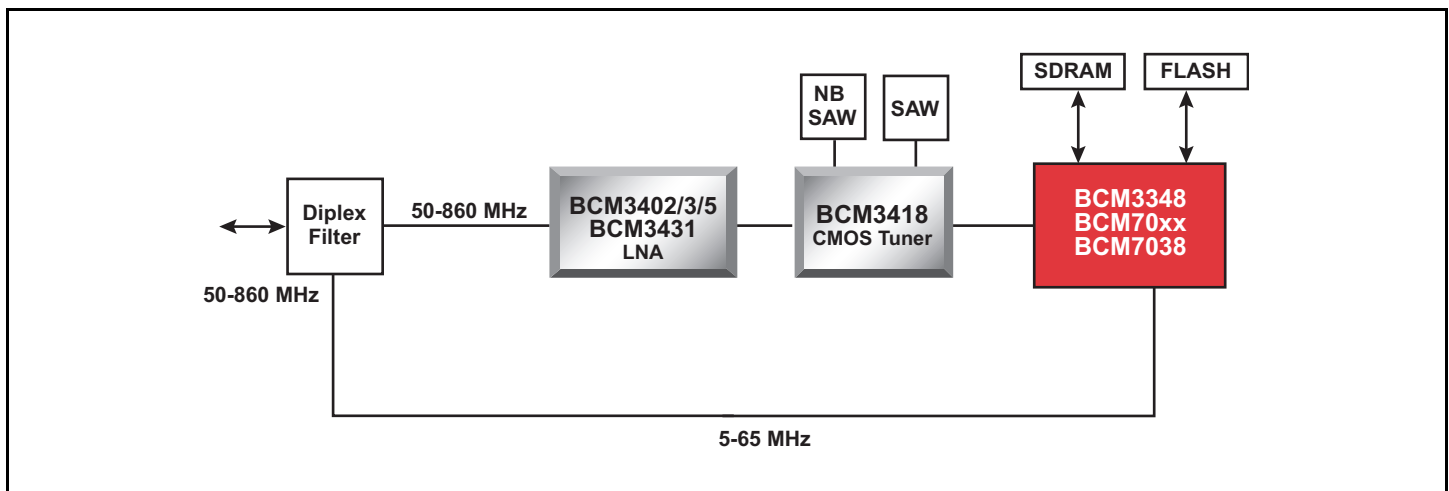 SDRAM
FLASH
NB
SAW
SAW
Diplex
Filter
50-860 MHz
BCM3402/3/5
BCM3431
LNA
BCM3418
CMOS Tuner
BCM3348
BCM70xx
BCM7038
50-860 MHz
5-65 MHz